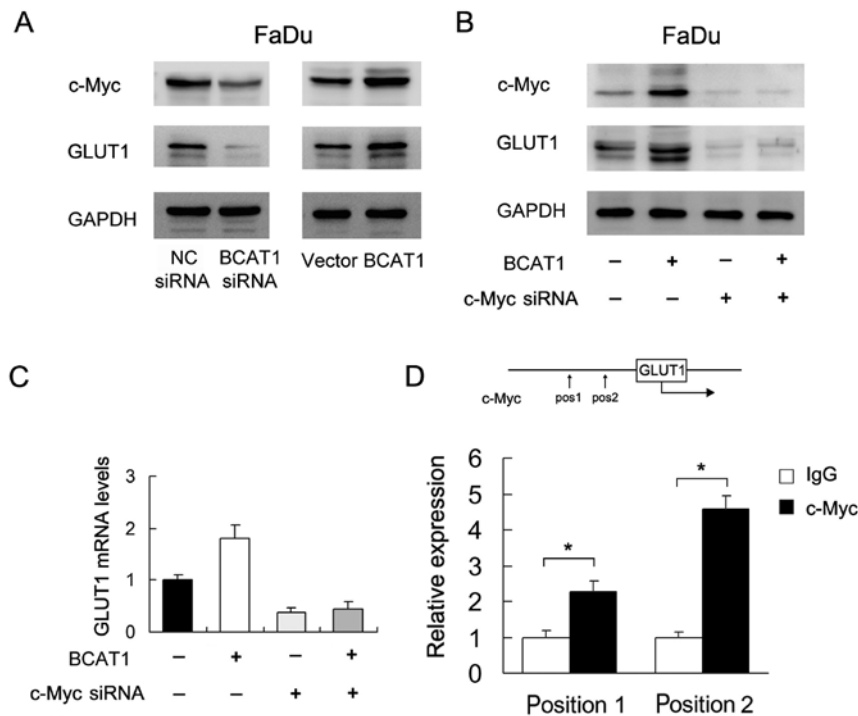 A
FaDu
c-Myc
GLUT1
GAPDH
NC siRNA
BCAT1 siRNA
Vector BCAT1
B
FaDu
c-Myc
GLUT1
GAPDH
BCAT1 – + – +
c-Myc siRNA – – + +
C
GLUT1 mRNA levels
3
2
1
0
BCAT1 – + – +
c-Myc siRNA – – + +
D
GLUT1
c-Myc pos1 pos2
Relative expression
6
5
4
3
2
1
0
* *
IgG
c-Myc
Position 1 Position 2